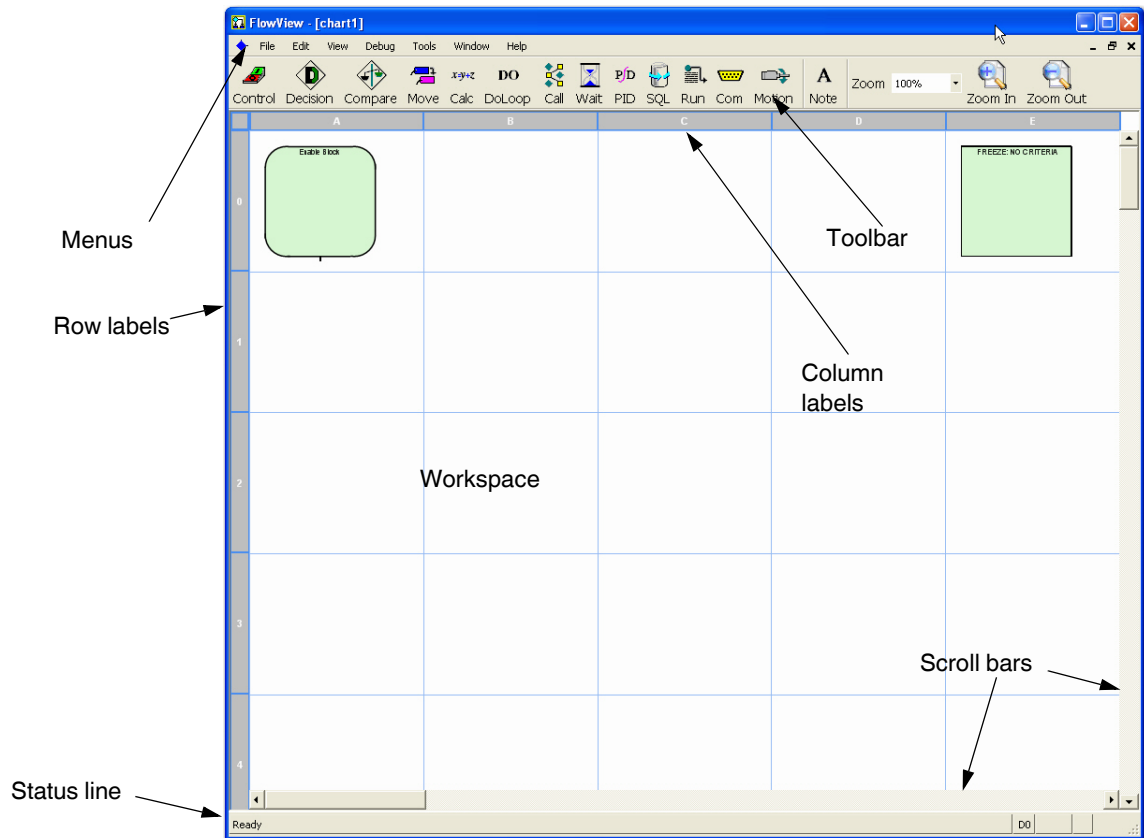 FlowView - [chart1]
File Edit View Debug Tools Window Help
x=y+z DO P∫D A Zoom 100%
Control Decision Compare Move Calc DoLoop Call Wait PID SQL Run Com Motion Note Zoom In Zoom Out
D
A B C D E
Enable Block
FREEZE: NO CRITERIA
0
Menus
Toolbar
Row labels
1
Column
labels
2
Workspace
3
Scroll bars
4
Status line
Ready D0